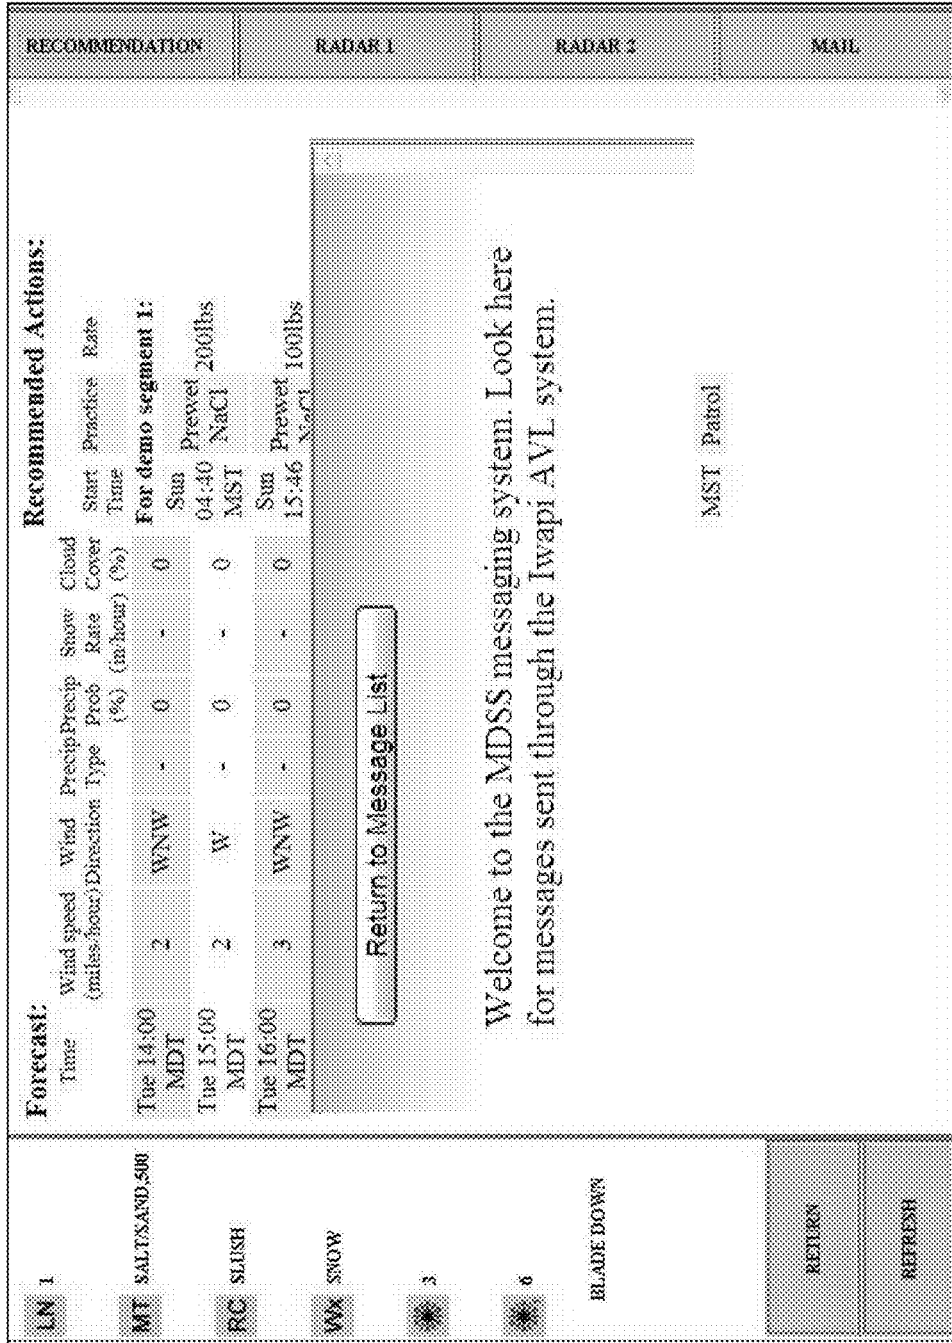 LN 1
MT SALT/SAND,500
RC SLUSH
Wx SNOW
3
6
BLADE DOWN
RETURN
REFRESH
Forecast:
Time Wind speed (miles/hour) Wind Direction Precip Type Precip Prob (%) Snow Rate (in/hour) Cloud Cover (%)
Tue 14:00 MDT 2 WNW - 0 - 0
Tue 15:00 MDT 2 W - 0 - 0
Tue 16:00 MDT 3 WNW - 0 - 0
Recommended Actions:
Start Time Practice Rate
For demo segment 1:
Sun 04:40 MST Prewet NaCl 200lbs
Sun 15:46 Prewet NaCl 100lbs
Return to Message List
Welcome to the MDSS messaging system. Look here
for messages sent through the Iwapi AVL system.
MST Patrol
RECOMMENDATION
RADAR 1
RADAR 2
MAIL